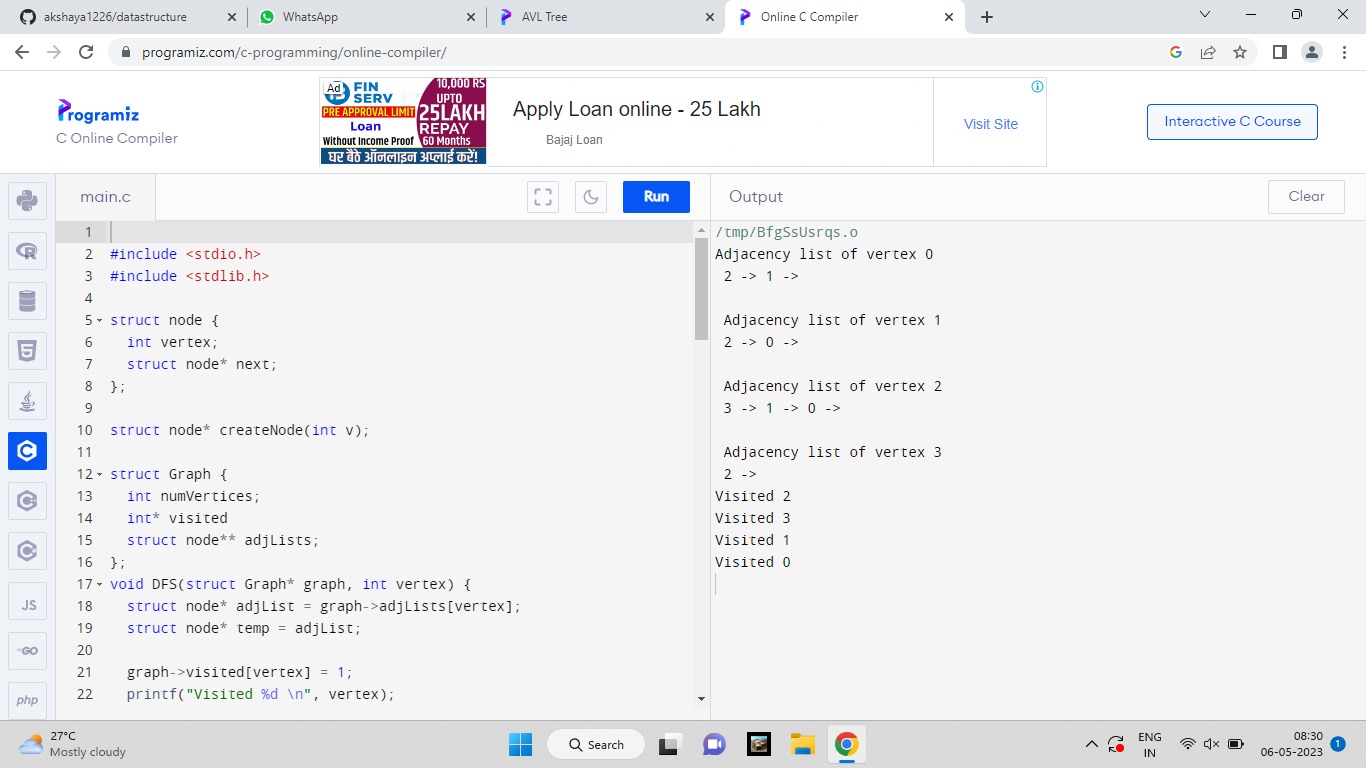 akshaya1226/datastructure
WhatsApp
AVL Tree
Online C Compiler
programiz.com/c-programming/online-compiler/
Programiz
C Online Compiler
Ad
FIN
SERV
PRE APPROVAL LIMIT
Loan
Without Income Proof
10,000 RS
UPTO
25LAKH
REPAY
60 Months
घर बैठे ऑनलाइन अप्लाई करें!
Apply Loan online - 25 Lakh
Bajaj Loan
Visit Site
Interactive C Course
main.c
Run
Output
Clear
1
2 #include <stdio.h>
3 #include <stdlib.h>
4
5 struct node {
6 int vertex;
7 struct node* next;
8 };
9
10 struct node* createNode(int v);
11
12 struct Graph {
13 int numVertices;
14 int* visited
15 struct node** adjLists;
16 };
17 void DFS(struct Graph* graph, int vertex) {
18 struct node* adjList = graph->adjLists[vertex];
19 struct node* temp = adjList;
20
21 graph->visited[vertex] = 1;
22 printf("Visited %d \n", vertex);
/tmp/BfgSsUsrqs.o
Adjacency list of vertex 0
2 -> 1 ->
Adjacency list of vertex 1
2 -> 0 ->
Adjacency list of vertex 2
3 -> 1 -> 0 ->
Adjacency list of vertex 3
2 ->
Visited 2
Visited 3
Visited 1
Visited 0
R
5
C
C
C
JS
GO
php
27°C
Mostly cloudy
Search
ENG
IN
08:30
06-05-2023
1